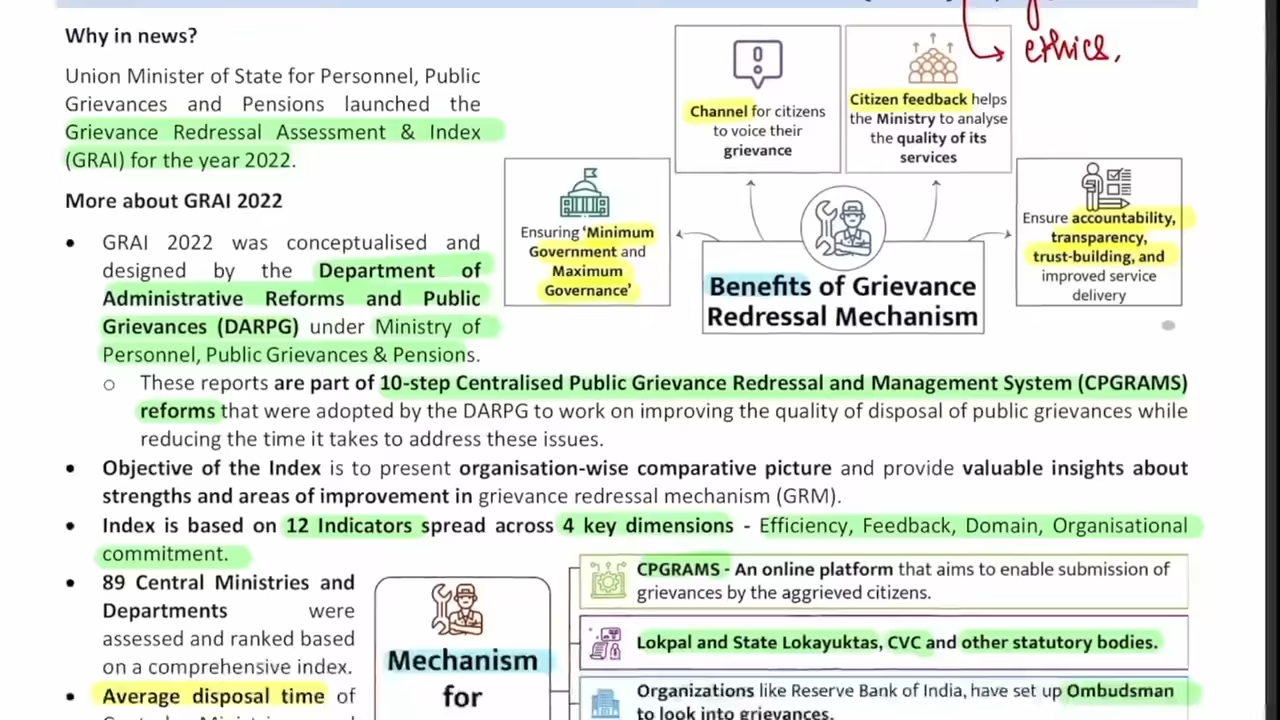 ethics.
Why in news?
Union Minister of State for Personnel, Public
Grievances and Pensions launched the
Grievance Redressal Assessment & Index
(GRAI) for the year 2022.
More about GRAI 2022
• GRAI 2022 was conceptualised and
designed by the Department of
Administrative Reforms and Public
Grievances (DARPG) under Ministry of
Personnel, Public Grievances & Pensions.
Channel for citizens
to voice their
grievance
Citizen feedback helps
the Ministry to analyse
the quality of its
services
Ensuring ‘Minimum
Government and
Maximum
Governance’
Ensure accountability,
transparency,
trust-building, and
improved service
delivery
Benefits of Grievance
Redressal Mechanism
o These reports are part of 10-step Centralised Public Grievance Redressal and Management System (CPGRAMS)
reforms that were adopted by the DARPG to work on improving the quality of disposal of public grievances while
reducing the time it takes to address these issues.
• Objective of the Index is to present organisation-wise comparative picture and provide valuable insights about
strengths and areas of improvement in grievance redressal mechanism (GRM).
• Index is based on 12 Indicators spread across 4 key dimensions - Efficiency, Feedback, Domain, Organisational
commitment.
• 89 Central Ministries and
Departments were
assessed and ranked based
on a comprehensive index.
• Average disposal time of
Mechanism
for
CPGRAMS - An online platform that aims to enable submission of
grievances by the aggrieved citizens.
Lokpal and State Lokayuktas, CVC and other statutory bodies.
Organizations like Reserve Bank of India, have set up Ombudsman
to look into grievances.